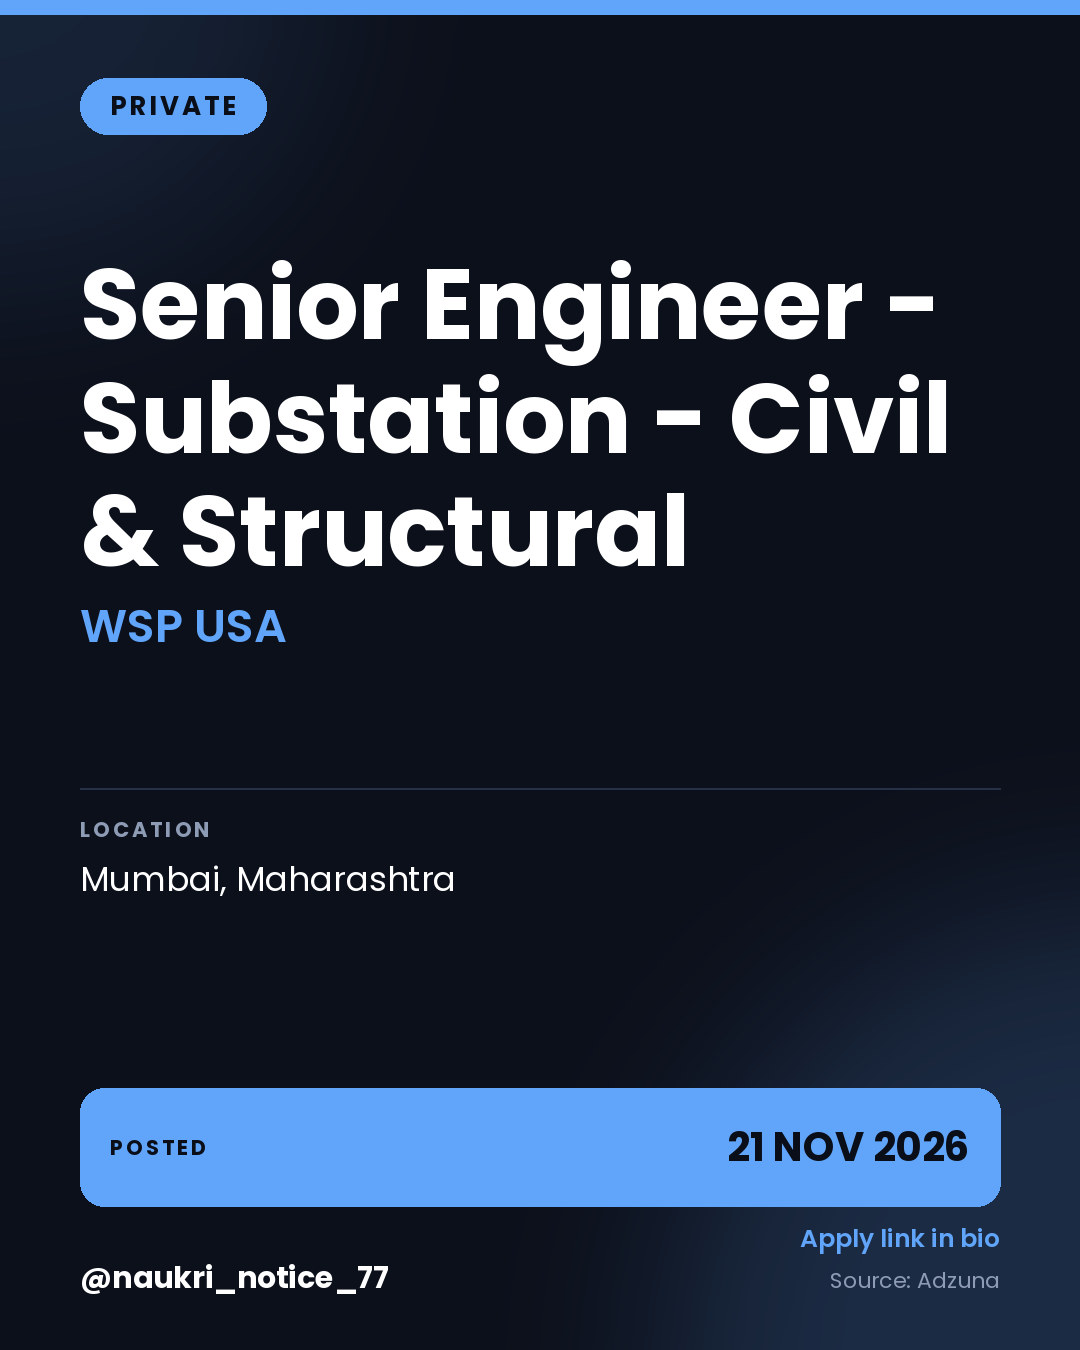 PRIVATE
Senior Engineer -
Substation - Civil
& Structural
WSP USA
LOCATION
Mumbai, Maharashtra
POSTED
21 NOV 2026
Apply link in bio
@naukri_notice_77
Source: Adzuna